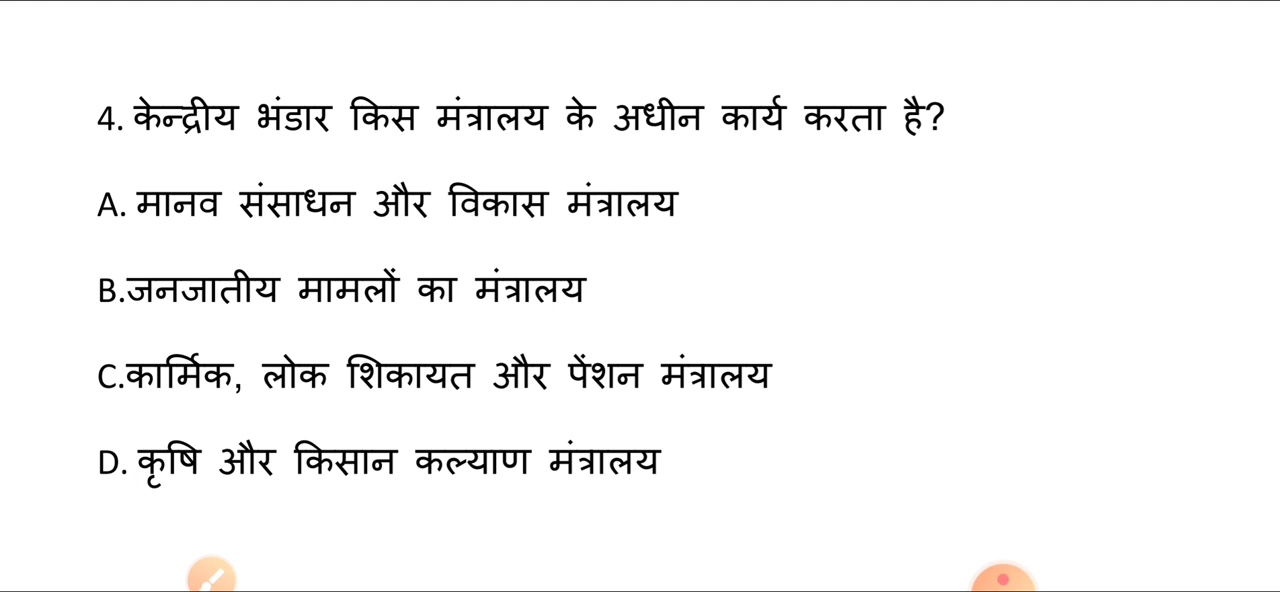 4. केन्द्रीय भंडार किस मंत्रालय के अधीन कार्य करता है?
A. मानव संसाधन और विकास मंत्रालय
B.जनजातीय मामलों का मंत्रालय
C.कार्मिक, लोक शिकायत और पेंशन मंत्रालय
D. कृषि और किसान कल्याण मंत्रालय